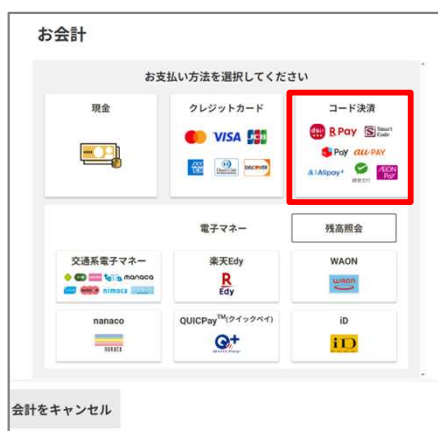 お会計
お支払い方法を選択してください
現金
クレジットカード
コード決済
VISA JCB
DISCOVER
R Pay Smart Code
Pay au PAY
Alipay+ AEON Pay
電子マネー
残高照会
交通系電子マネー
楽天Edy
WAON
manaca
nimoca
R Edy
WAON
nanaco
QUICPay™(クイックペイ)
iD
nanaco
iD
会計をキャンセル